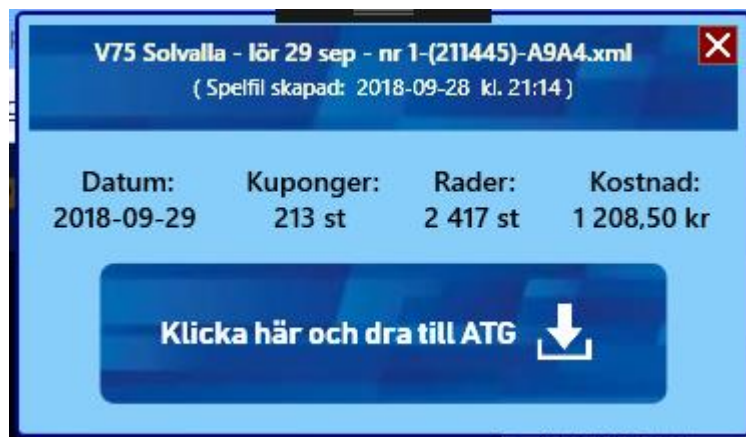 V75 Solvalla - lör 29 sep - nr 1-(211445)-A9A4.xml
( Spelfil skapad: 2018-09-28 kl. 21:14 )
Datum: Kuponger: Rader: Kostnad:
2018-09-29 213 st 2 417 st 1 208,50 kr
Klicka här och dra till ATG